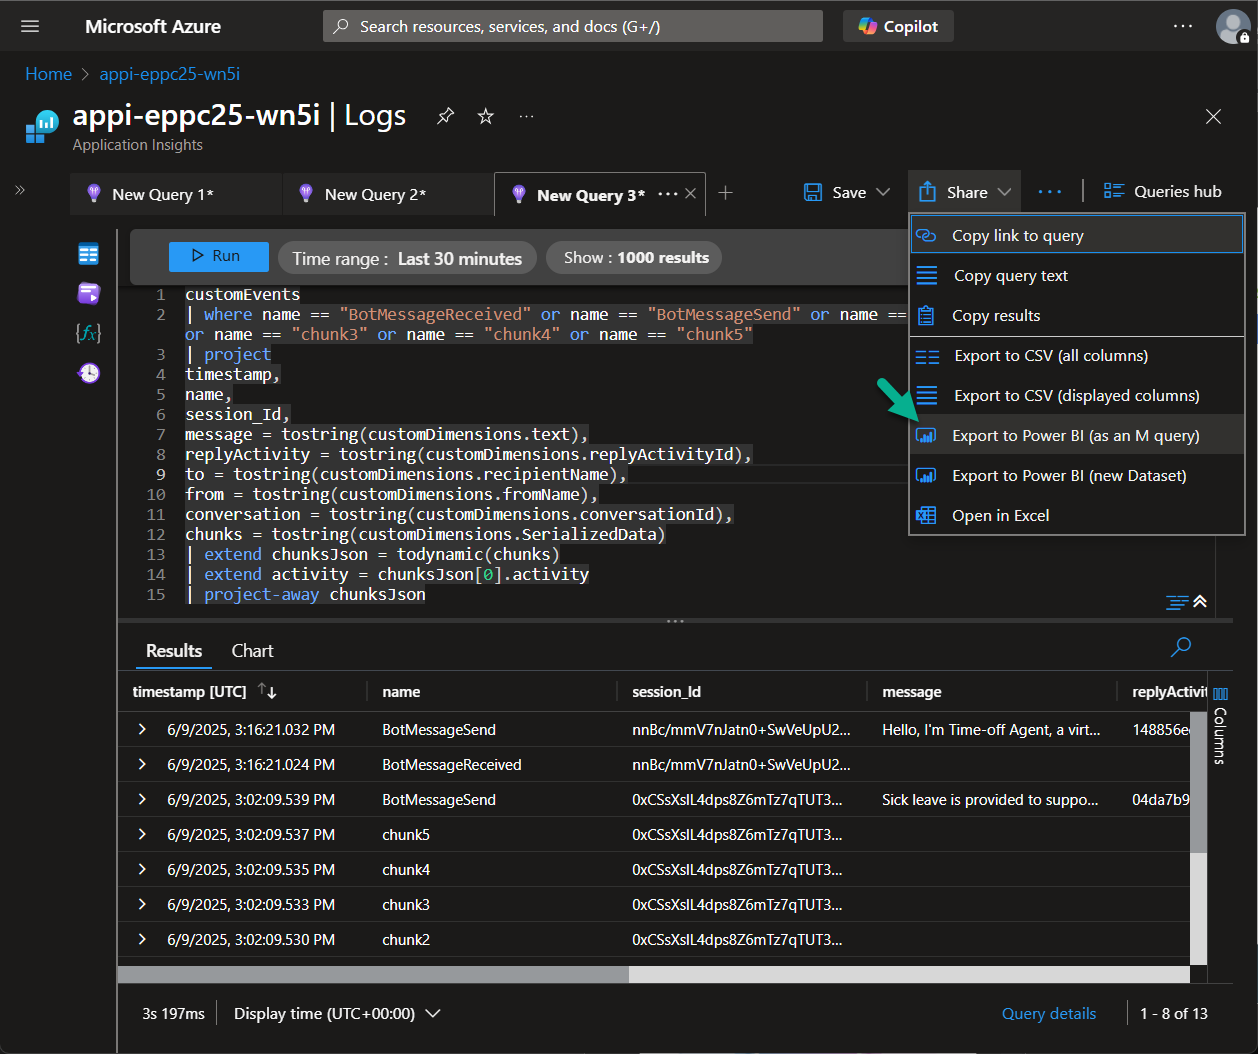 Microsoft Azure
Search resources, services, and docs (G+/)
Copilot
Home > appi-eppc25-wn5i
appi-eppc25-wn5i | Logs
Application Insights
New Query 1*
New Query 2*
New Query 3*
Save
Share
Queries hub
Run
Time range : Last 30 minutes
Show : 1000 results
Copy link to query
Copy query text
Copy results
Export to CSV (all columns)
Export to CSV (displayed columns)
Export to Power BI (as an M query)
Export to Power BI (new Dataset)
Open in Excel
1 customEvents
2 | where name == "BotMessageReceived" or name == "BotMessageSend" or name ==
or name == "chunk3" or name == "chunk4" or name == "chunk5"
3 | project
4 timestamp,
5 name,
6 session_Id,
7 message = tostring(customDimensions.text),
8 replyActivity = tostring(customDimensions.replyActivityId),
9 to = tostring(customDimensions.recipientName),
10 from = tostring(customDimensions.fromName),
11 conversation = tostring(customDimensions.conversationId),
12 chunks = tostring(customDimensions.SerializedData)
13 | extend chunksJson = todynamic(chunks)
14 | extend activity = chunksJson[0].activity
15 | project-away chunksJson
Results
Chart
timestamp [UTC] name session_Id message replyActivit
Columns
6/9/2025, 3:16:21.032 PM BotMessageSend nnBc/mmV7nJatn0+SwVeUpU2... Hello, I'm Time-off Agent, a virt... 148856e
6/9/2025, 3:16:21.024 PM BotMessageReceived nnBc/mmV7nJatn0+SwVeUpU2...
6/9/2025, 3:02:09.539 PM BotMessageSend 0xCSsXsIL4dps8Z6mTz7qTUT3... Sick leave is provided to suppo... 04da7b9
6/9/2025, 3:02:09.537 PM chunk5 0xCSsXsIL4dps8Z6mTz7qTUT3...
6/9/2025, 3:02:09.535 PM chunk4 0xCSsXsIL4dps8Z6mTz7qTUT3...
6/9/2025, 3:02:09.533 PM chunk3 0xCSsXsIL4dps8Z6mTz7qTUT3...
6/9/2025, 3:02:09.530 PM chunk2 0xCSsXsIL4dps8Z6mTz7qTUT3...
3s 197ms
Display time (UTC+00:00)
Query details
1 - 8 of 13